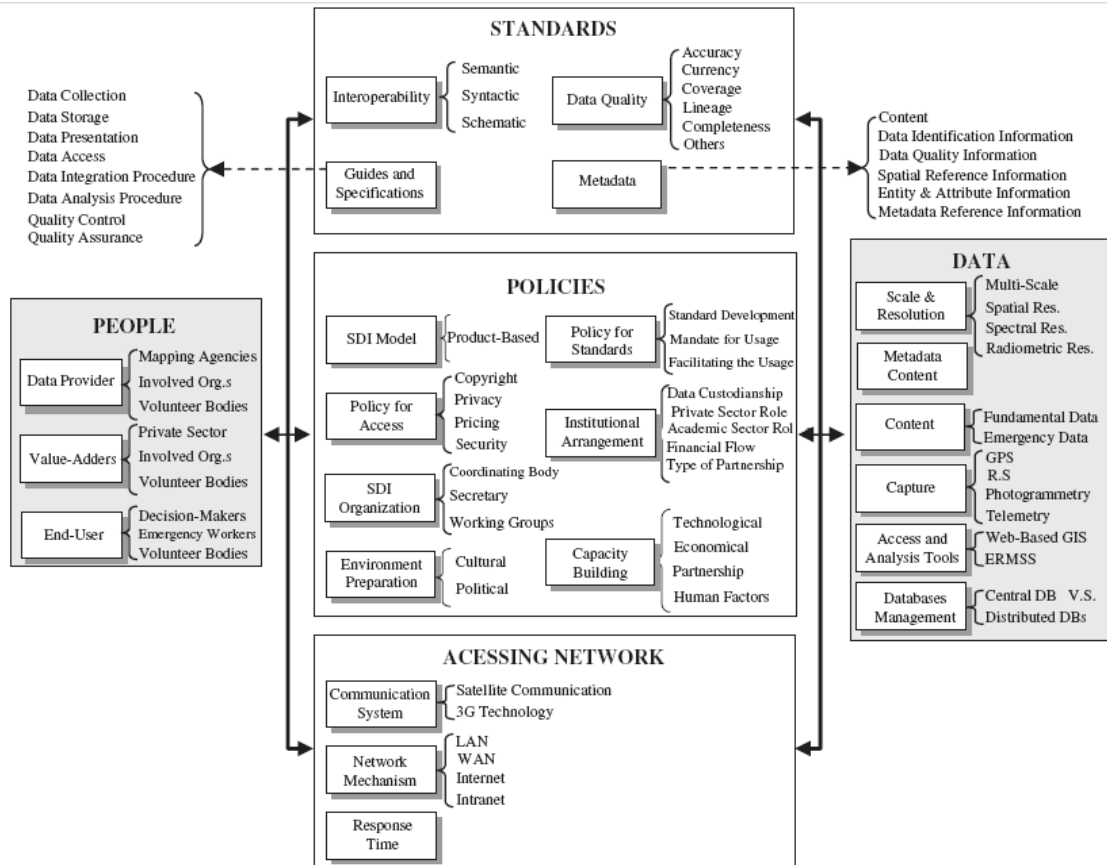 STANDARDS
Interoperability
Semantic
Syntactic
Schematic
Data Quality
Accuracy
Currency
Coverage
Lineage
Completeness
Others
Guides and
Specifications
Metadata
Data Collection
Data Storage
Data Presentation
Data Access
Data Integration Procedure
Data Analysis Procedure
Quality Control
Quality Assurance
Content
Data Identification Information
Data Quality Information
Spatial Reference Information
Entity & Attribute Information
Metadata Reference Information
PEOPLE
Data Provider
Mapping Agencies
Involved Org.s
Volunteer Bodies
Value-Adders
Private Sector
Involved Org.s
Volunteer Bodies
End-User
Decision-Makers
Emergency Workers
Volunteer Bodies
POLICIES
SDI Model
Product-Based
Policy for
Standards
Standard Development
Mandate for Usage
Facilitating the Usage
Policy for
Access
Copyright
Privacy
Pricing
Security
Institutional
Arrangement
Data Custodianship
Private Sector Role
Academic Sector Rol
Financial Flow
Type of Partnership
SDI
Organization
Coordinating Body
Secretary
Working Groups
Environment
Preparation
Cultural
Political
Capacity
Building
Technological
Economical
Partnership
Human Factors
DATA
Scale &
Resolution
Multi-Scale
Spatial Res.
Spectral Res.
Radiometric Res.
Metadata
Content
Content
Fundamental Data
Emergency Data
Capture
GPS
R.S
Photogrammetry
Telemetry
Access and
Analysis Tools
Web-Based GIS
ERMSS
Databases
Management
Central DB V.S.
Distributed DBs
ACESSING NETWORK
Communication
System
Satellite Communication
3G Technology
Network
Mechanism
LAN
WAN
Internet
Intranet
Response
Time